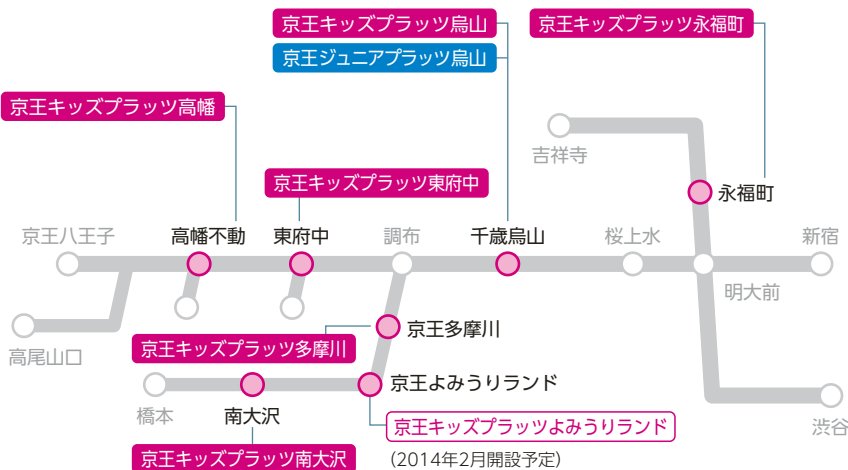 京王キッズプラッツ烏山
京王ジュニアプラッツ烏山
京王キッズプラッツ永福町
京王キッズプラッツ高幡
吉祥寺
京王キッズプラッツ東府中
永福町
京王八王子
高幡不動
東府中
調布
千歳烏山
桜上水
新宿
明大前
高尾山口
京王多摩川
京王キッズプラッツ多摩川
京王よみうりランド
橋本
南大沢
京王キッズプラッツよみうりランド
渋谷
京王キッズプラッツ南大沢
(2014年2月開設予定)